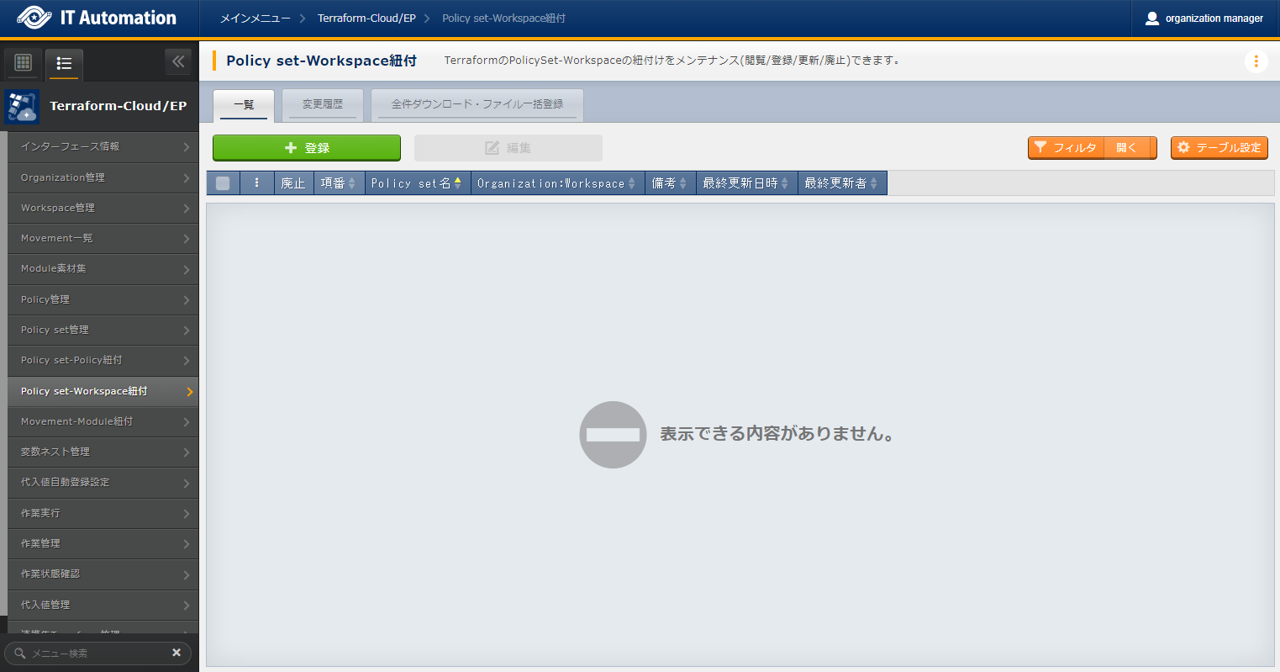 IT Automation
メインメニュー
Terraform-Cloud/EP
Policy set-Workspace紐付
organization manager
Terraform-Cloud/EP
インターフェース情報
Organization管理
Workspace管理
Movement一覧
Module素材集
Policy管理
Policy set管理
Policy set-Policy紐付
Policy set-Workspace紐付
Movement-Module紐付
変数ネスト管理
代入値自動登録設定
作業実行
作業管理
作業状態確認
代入値管理
メニュー検索
Policy set-Workspace紐付
TerraformのPolicySet-Workspaceの紐付けをメンテナンス(閲覧/登録/更新/廃止)できます。
一覧
変更履歴
全件ダウンロード・ファイル一括登録
登録
編集
フィルタ
開く
テーブル設定
廃止
項番
Policy set名
Organization:Workspace
備考
最終更新日時
最終更新者
表示できる内容がありません。